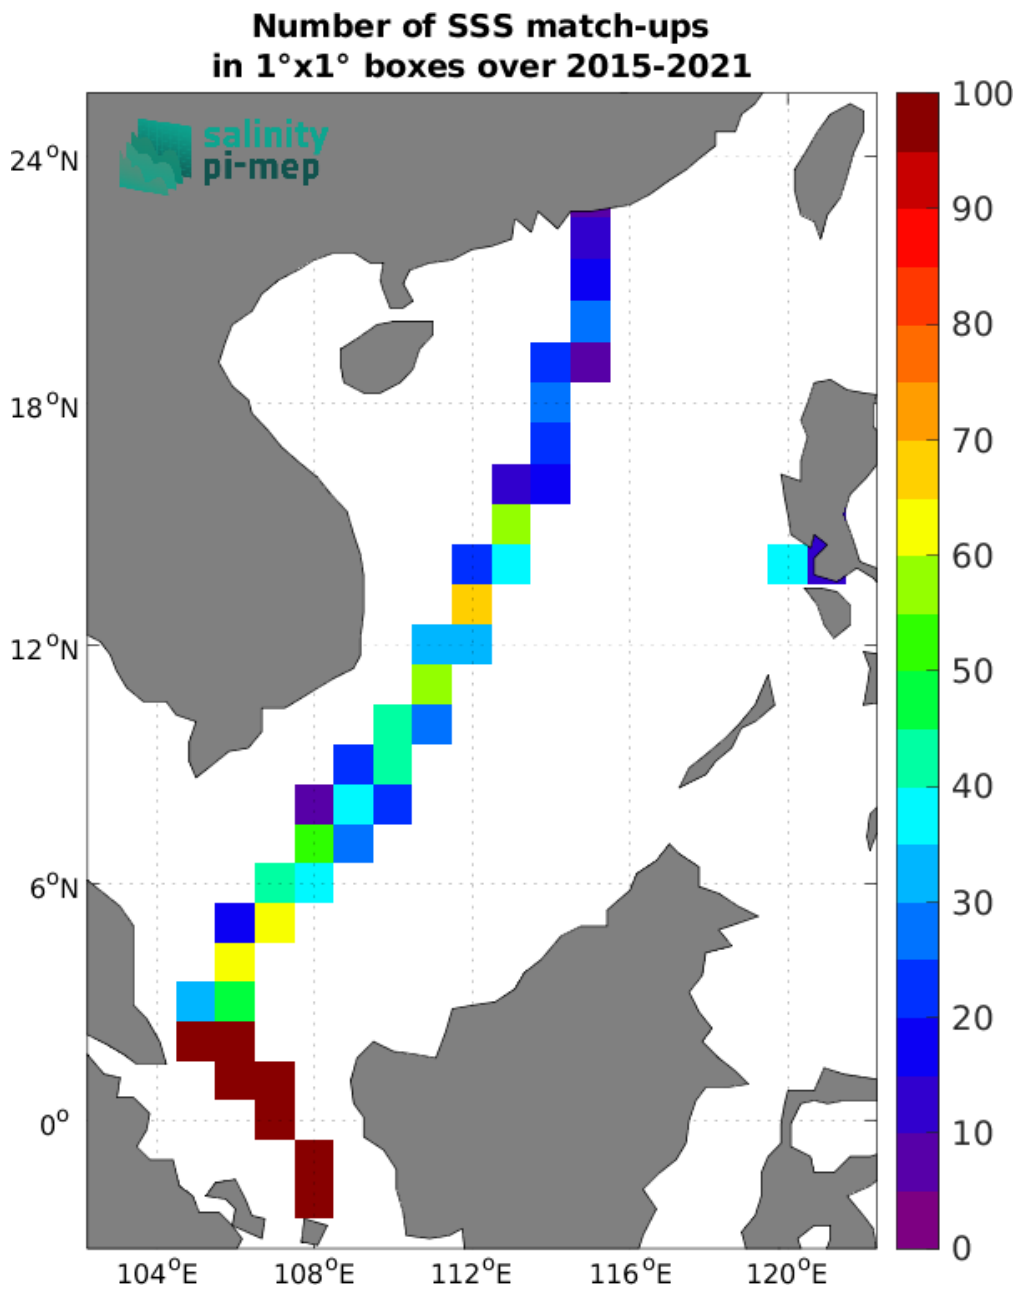 Number of SSS match-ups
in 1°x1° boxes over 2015-2021
salinity
pi-mep
24°N
18°N
12°N
6°N
0°
104°E 108°E 112°E 116°E 120°E
100
90
80
70
60
50
40
30
20
10
0